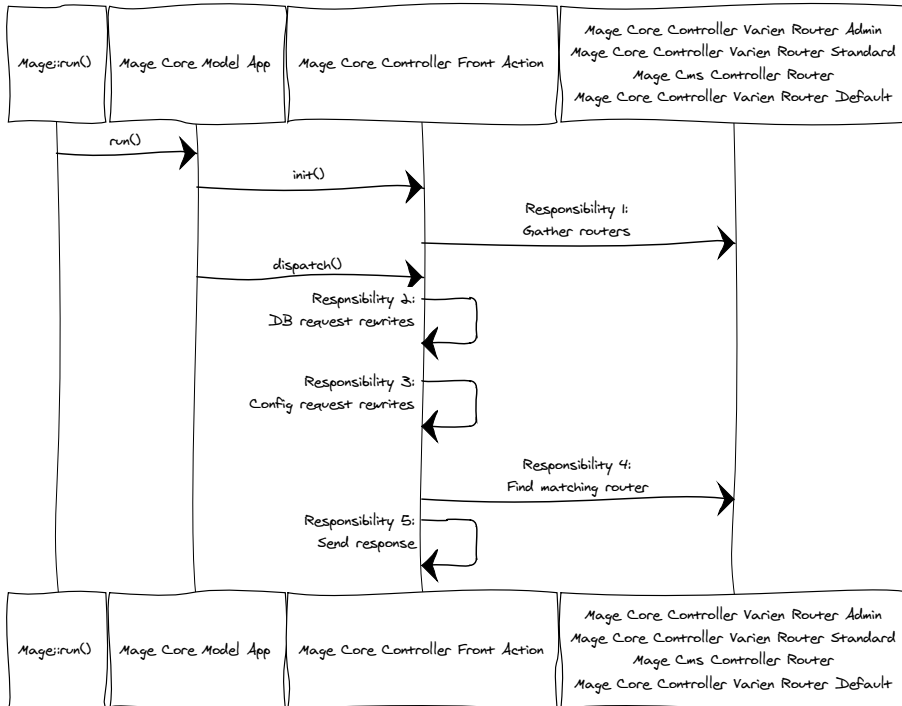 Mage::run()
Mage Core Model App
Mage Core Controller Front Action
Mage Core Controller Varien Router Admin
Mage Core Controller Varien Router Standard
Mage Cms Controller Router
Mage Core Controller Varien Router Default
run()
init()
Responsibility 1:
Gather routers
dispatch()
Respnsibility 2:
DB request rewrites
Responsibility 3:
Config request rewrites
Responsibility 4:
Find matching router
Responsibility 5:
Send response
Mage::run()
Mage Core Model App
Mage Core Controller Front Action
Mage Core Controller Varien Router Admin
Mage Core Controller Varien Router Standard
Mage Cms Controller Router
Mage Core Controller Varien Router Default